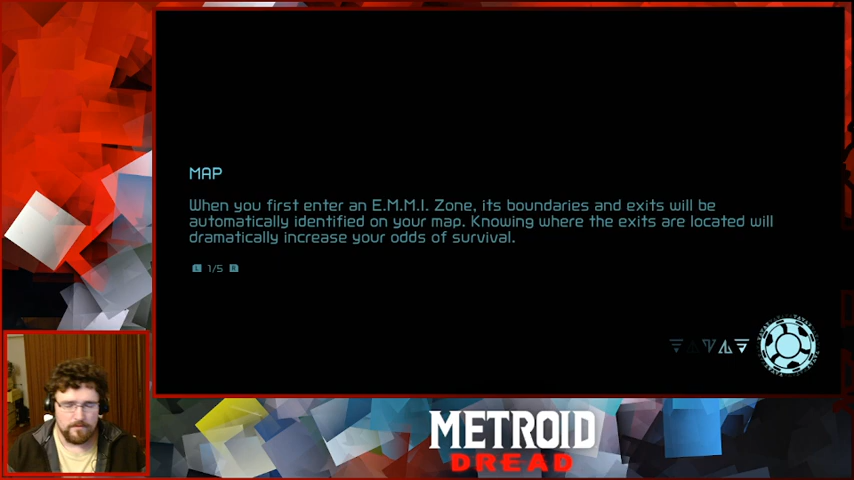 MAP
When you first enter an E.M.M.I. Zone, its boundaries and exits will be
automatically identified on your map. Knowing where the exits are located will
dramatically increase your odds of survival.
L 1/5 R
METROID
DREAD